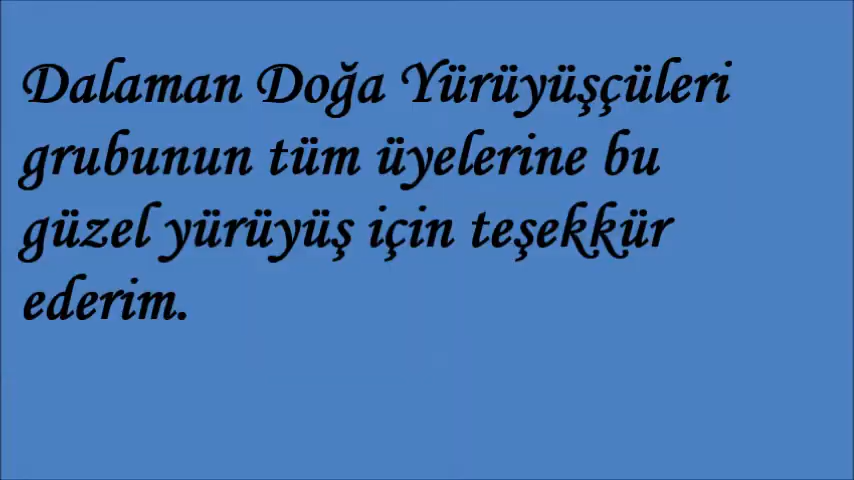 Dalaman Doğa Yürüyüşçüleri
grubunun tüm üyelerine bu
güzel yürüyüş için teşekkür
ederim.